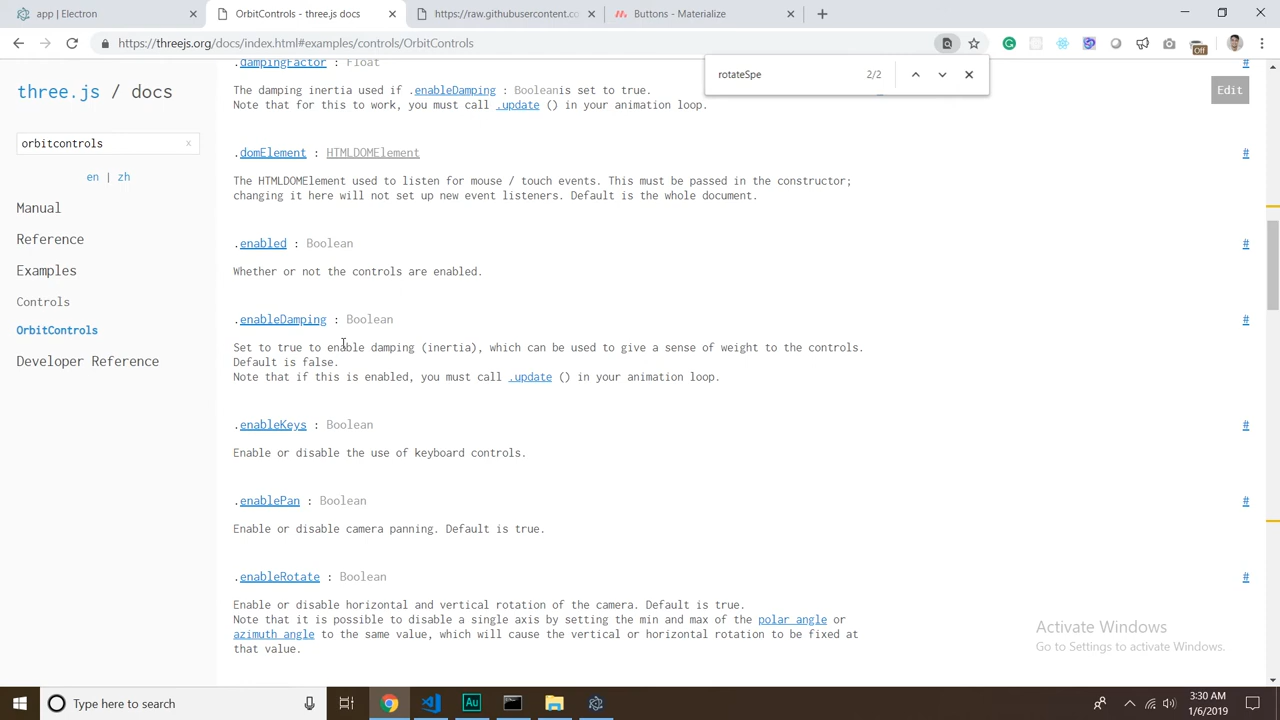 app | Electron
OrbitControls - three.js docs
https://raw.githubusercontent.co
Buttons - Materialize
https://threejs.org/docs/index.html#examples/controls/OrbitControls
rotateSpe
2/2
three.js / docs
orbitcontrols
x
en | zh
Manual
Reference
Examples
Controls
OrbitControls
Developer Reference
.dampingFactor : Float
#
The damping inertia used if .enableDamping : Boolean is set to true.
Note that for this to work, you must call .update () in your animation loop.
Edit
.domElement : HTMLDOMElement
#
The HTMLDOMElement used to listen for mouse / touch events. This must be passed in the constructor;
changing it here will not set up new event listeners. Default is the whole document.
.enabled : Boolean
#
Whether or not the controls are enabled.
.enableDamping : Boolean
#
Set to true to enable damping (inertia), which can be used to give a sense of weight to the controls.
Default is false.
Note that if this is enabled, you must call .update () in your animation loop.
.enableKeys : Boolean
#
Enable or disable the use of keyboard controls.
.enablePan : Boolean
#
Enable or disable camera panning. Default is true.
.enableRotate : Boolean
#
Enable or disable horizontal and vertical rotation of the camera. Default is true.
Note that it is possible to disable a single axis by setting the min and max of the polar angle or
azimuth angle to the same value, which will cause the vertical or horizontal rotation to be fixed at
that value.
Activate Windows
Go to Settings to activate Windows.
Type here to search
Au
3:30 AM
1/6/2019
Off